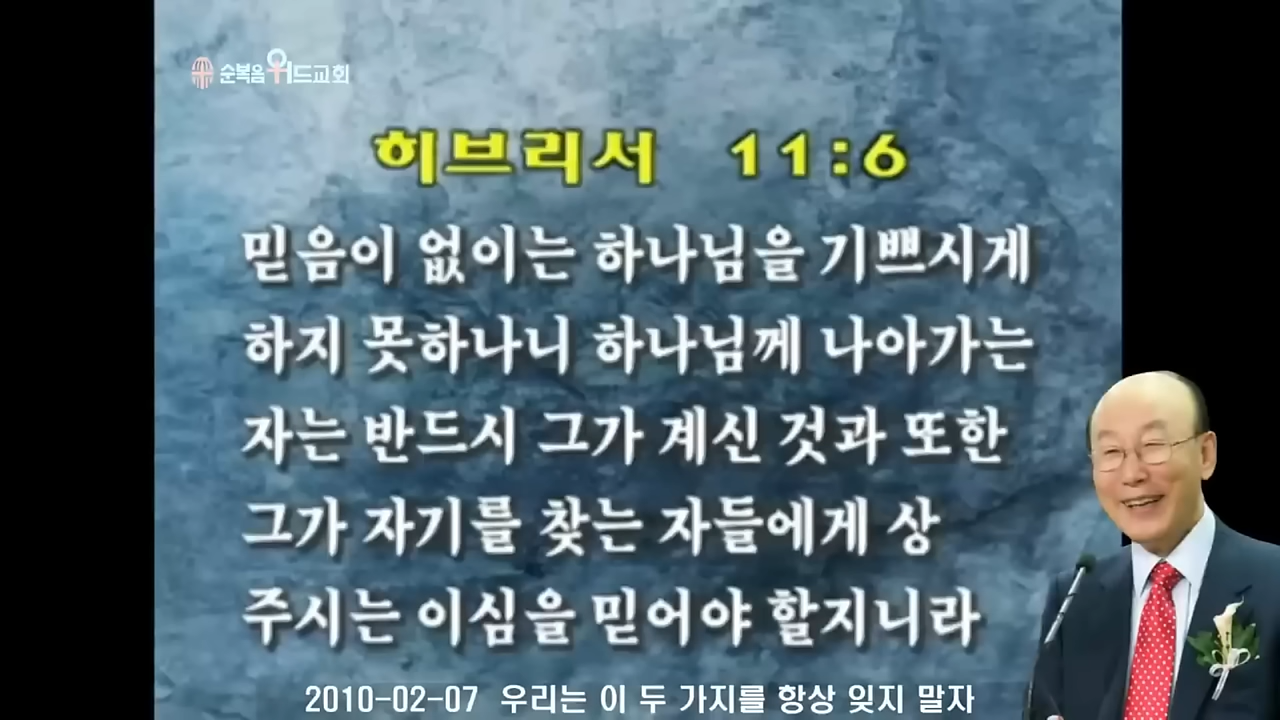 순복음워드교회
히브리서 11:6
믿음이 없이는 하나님을 기쁘시게
하지 못하나니 하나님께 나아가는
자는 반드시 그가 계신 것과 또한
그가 자기를 찾는 자들에게 상
주시는 이심을 믿어야 할지니라
2010-02-07 우리는 이 두 가지를 항상 잊지 말자